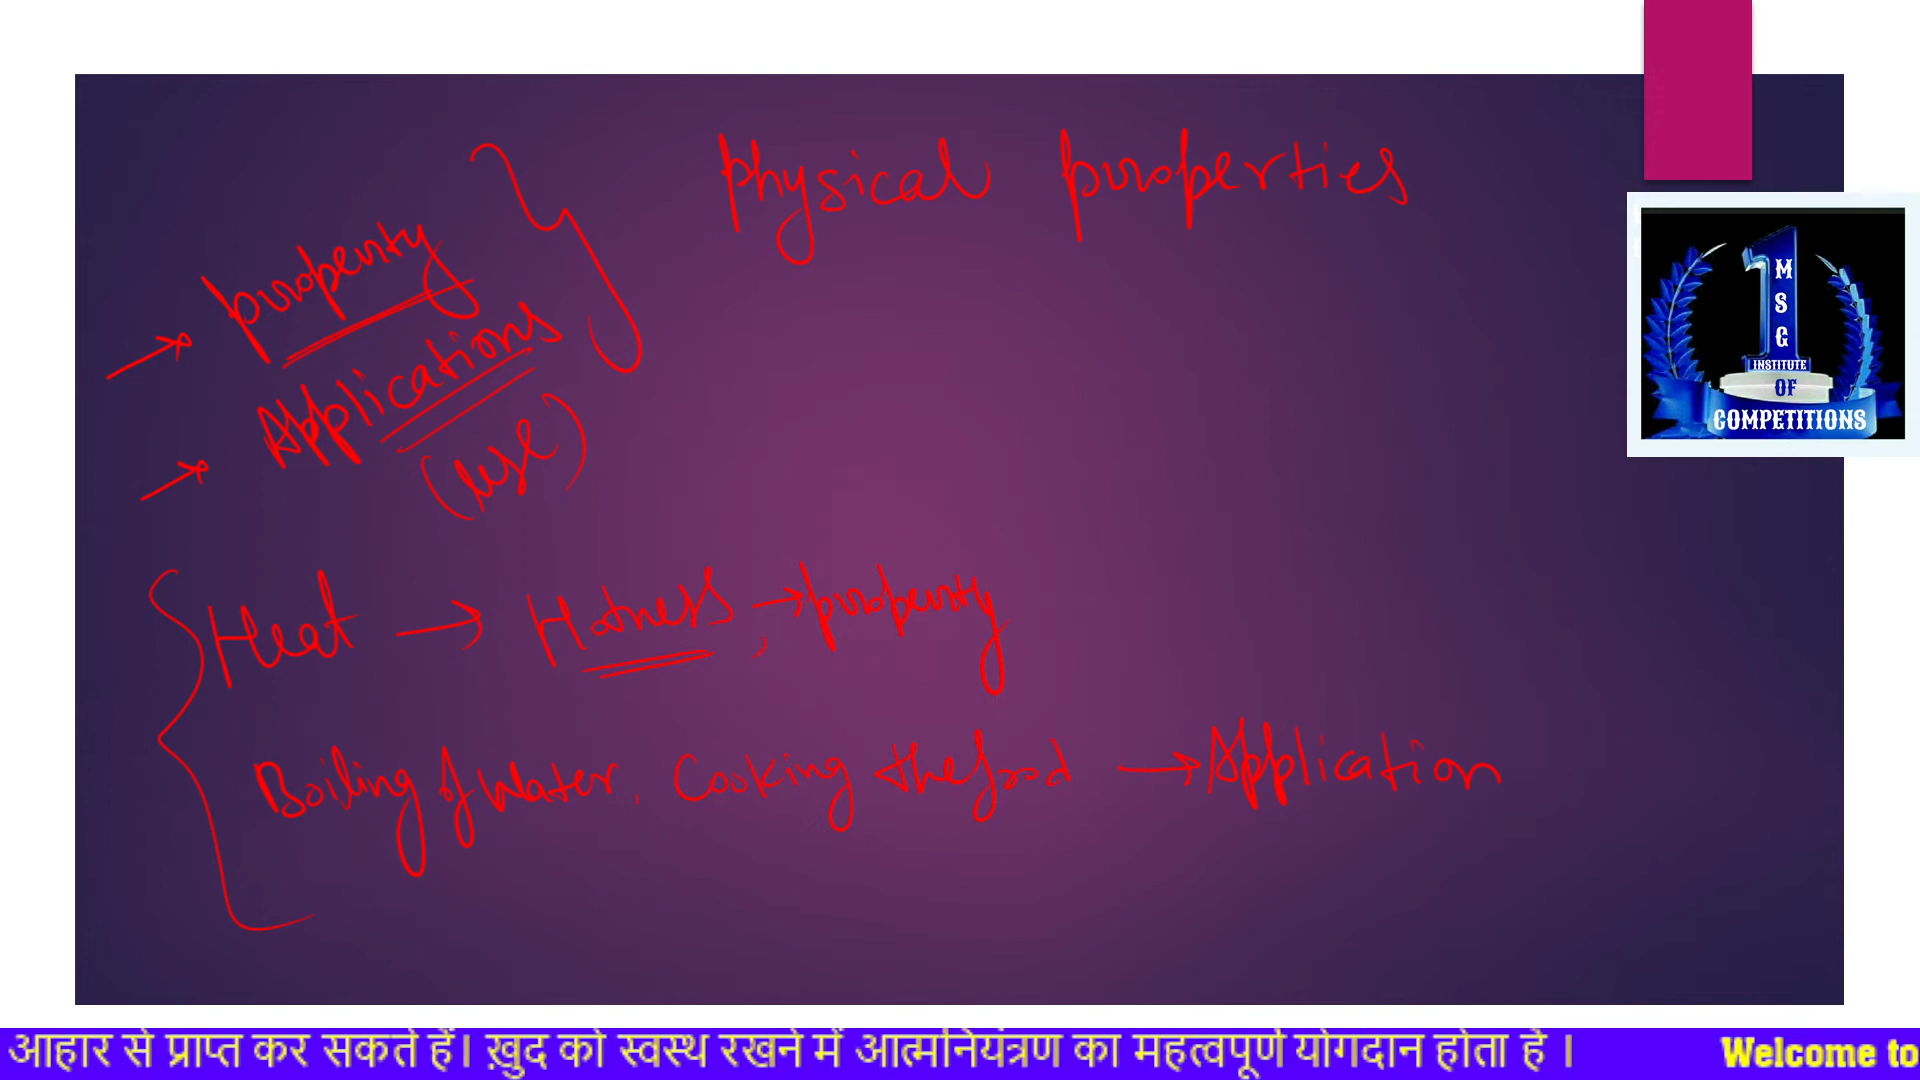 Physical properties
→ property
→ Applications
(use)
Heat → Hotness, → property
Boiling of Water, Cooking the food → Application
1
M
S
G
INSTITUTE
OF
COMPETITIONS
आहार से प्राप्त कर सकते हैं। ख़ुद को स्वस्थ रखने में आत्मनियंत्रण का महत्वपूर्ण योगदान होता है । Welcome to